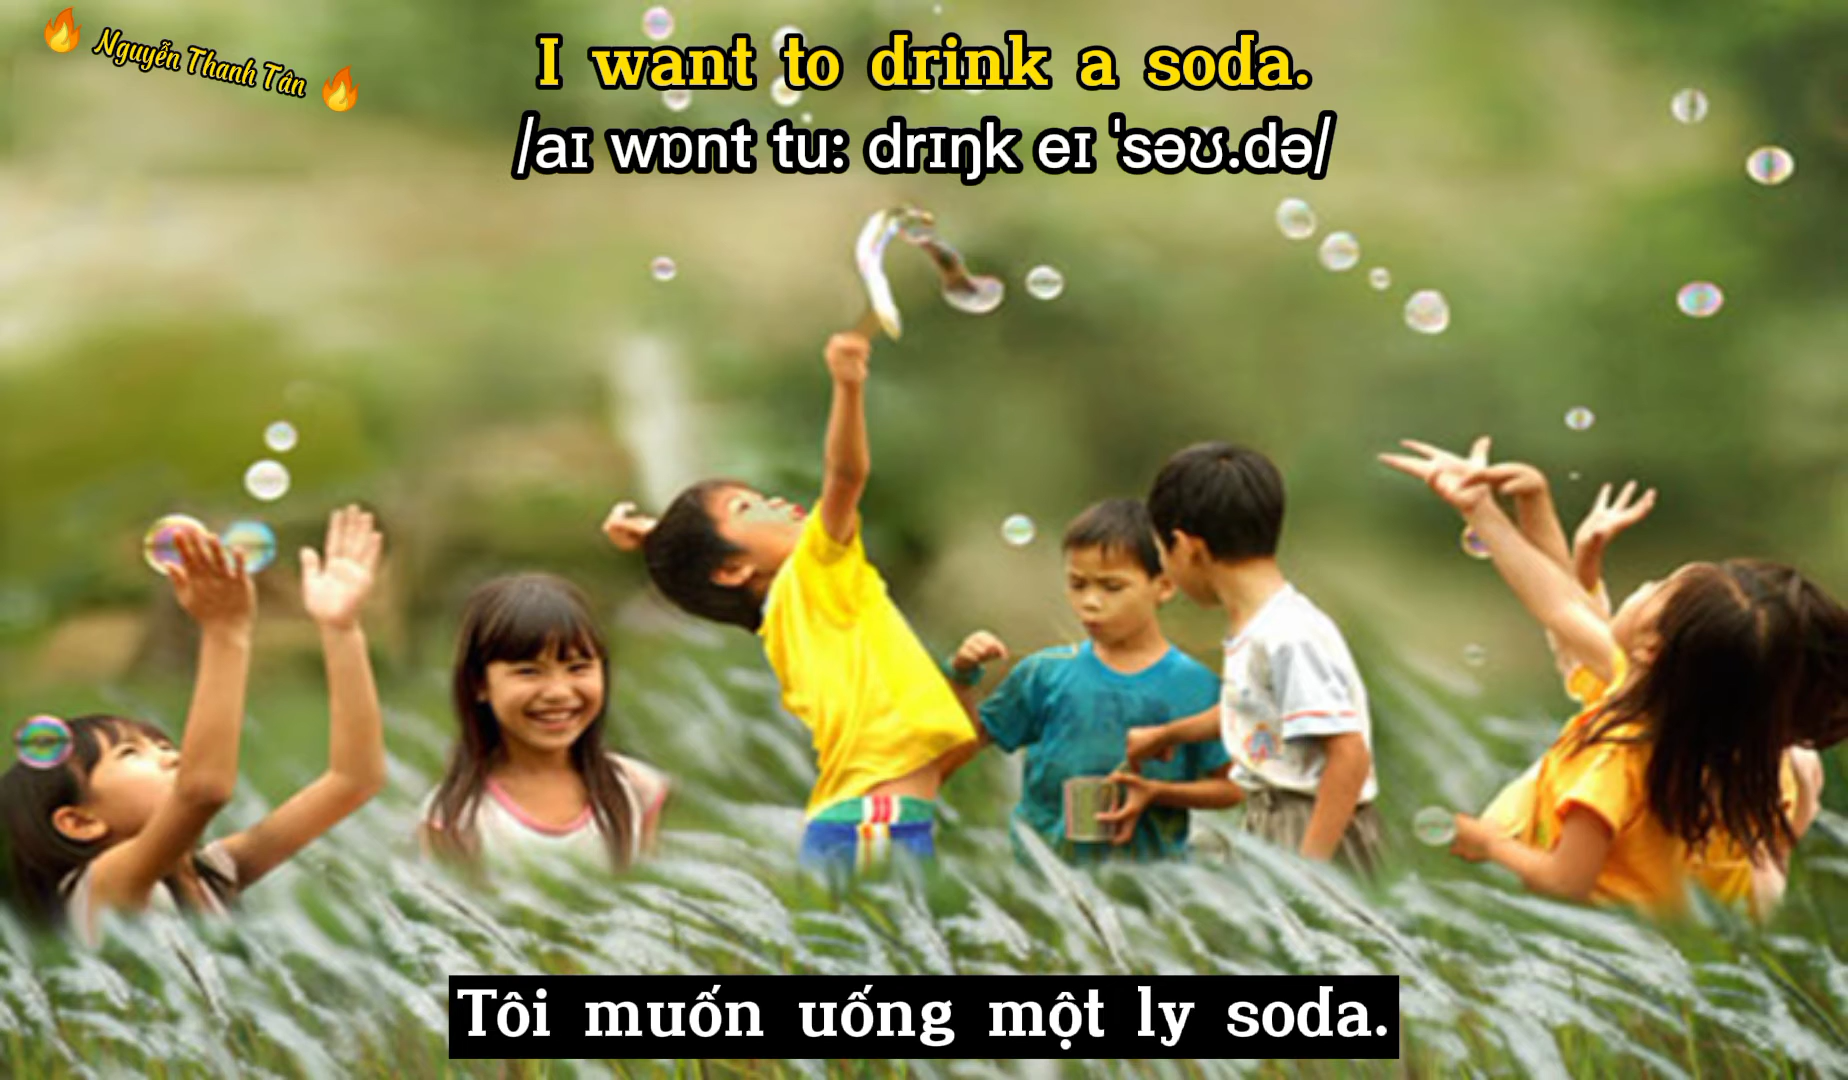 🔥 Nguyễn Thanh Tân 🔥
I want to drink a soda.
/aɪ wɒnt tuː drɪŋk eɪ ˈsəʊ.də/
Tôi muốn uống một ly soda.